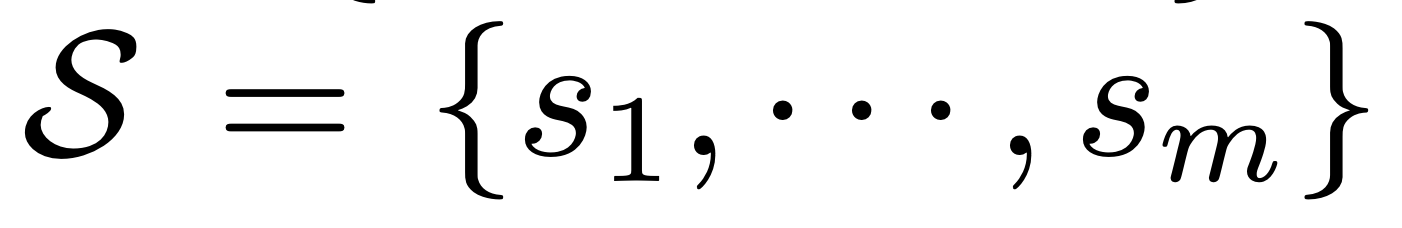 𝒮 = {s₁, ⋯ , sₘ}